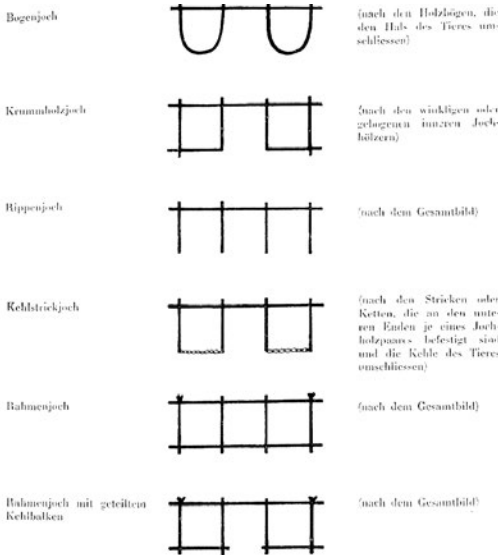 Bogenjoch
(nach den Holzbögen, die
den Hals des Tieres um-
schliessen)
Krummholzjoch
(nach den winkligen oder
gebogenen inneren Joch-
hölzern)
Rippenjoch
(nach dem Gesamtbild)
Kehlstrickjoch
(nach den Stricken oder
Ketten, die an den unte-
ren Enden je eines Joch-
holzpaares befestigt sind
und die Kehle des Tieres
umschliessen)
Rahmenjoch
(nach dem Gesamtbild)
Rahmenjoch mit geteiltem
Kehlbalken
(nach dem Gesamtbild)